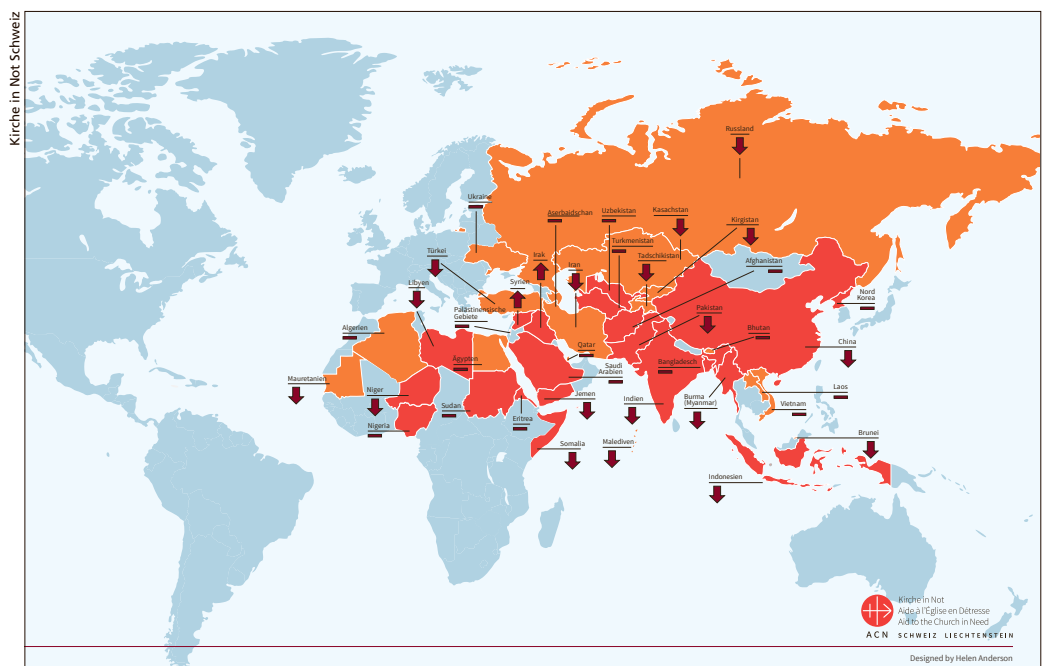 Kirche in Not Schweiz
Russland
Ukraine
Aserbaidschan
Uzbekistan
Kasachstan
Kirgistan
Türkei
Irak
Iran
Turkmenistan
Tadschikistan
Afghanistan
Libyen
Syrien
Palästinensische
Gebiete
Pakistan
Nord
Korea
Algerien
Ägypten
Qatar
Bhutan
China
Saudi
Arabien
Bangladesch
Mauretanien
Niger
Sudan
Jemen
Indien
Burma
(Myanmar)
Laos
Vietnam
Nigeria
Eritrea
Somalia
Malediven
Brunei
Indonesien
Kirche in Not
Aide à l'Église en Détresse
Aid to the Church in Need
ACN SCHWEIZ LIECHTENSTEIN
Designed by Helen Anderson